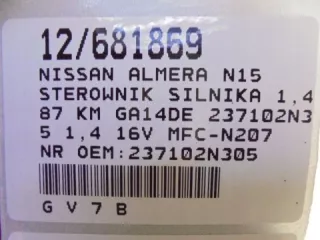 12/681869
NISSAN ALMERA N15
STEROWNIK SILNIKA 1,4
87 KM GA14DE 237102N3
5 1,4 16V MFC-N207
NR OEM:237102N305
G V 7 B